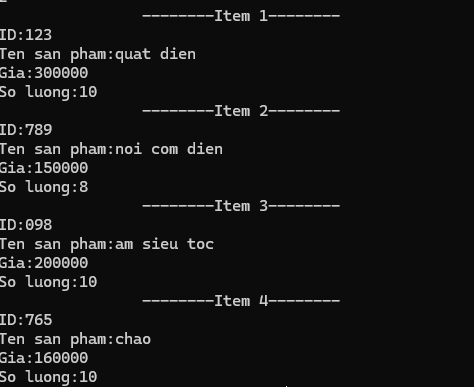 --------Item 1--------
ID:123
Ten san pham:quat dien
Gia:300000
So luong:10
--------Item 2--------
ID:789
Ten san pham:noi com dien
Gia:150000
So luong:8
--------Item 3--------
ID:098
Ten san pham:am sieu toc
Gia:200000
So luong:10
--------Item 4--------
ID:765
Ten san pham:chao
Gia:160000
So luong:10